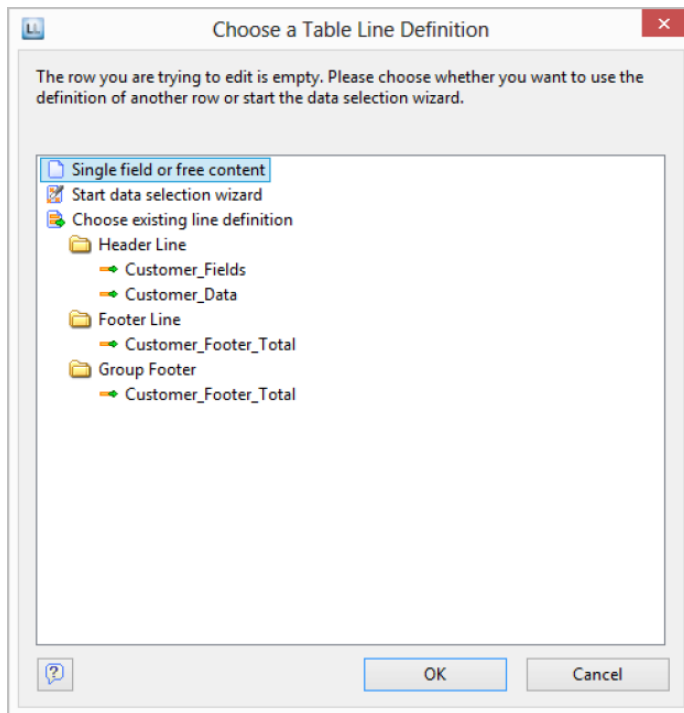 LL Choose a Table Line Definition ×
The row you are trying to edit is empty. Please choose whether you want to use the
definition of another row or start the data selection wizard.
Single field or free content
Start data selection wizard
Choose existing line definition
Header Line
Customer_Fields
Customer_Data
Footer Line
Customer_Footer_Total
Group Footer
Customer_Footer_Total
? OK Cancel